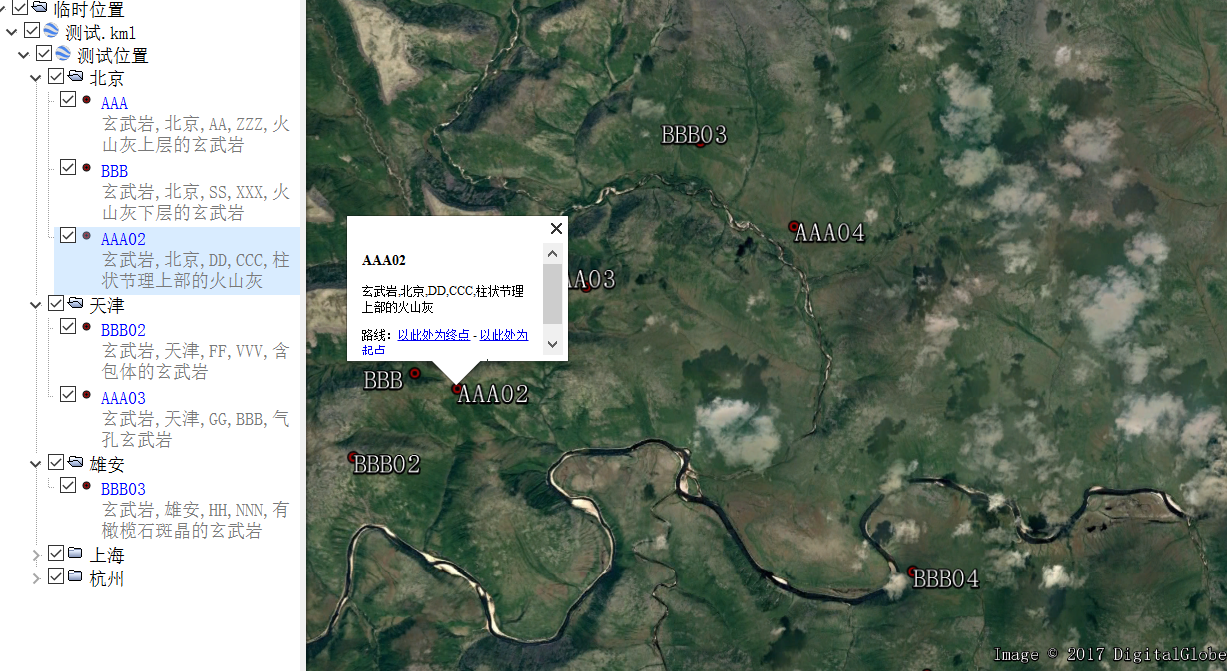 临时位置
测试.kml
测试位置
北京
AAA
玄武岩,北京,AA,ZZZ,火
山灰上层的玄武岩
BBB
玄武岩,北京,SS,XXX,火
山灰下层的玄武岩
AAA02
玄武岩,北京,DD,CCC,柱
状节理上部的火山灰
天津
BBB02
玄武岩,天津,FF,VVV,含
包体的玄武岩
AAA03
玄武岩,天津,GG,BBB,气
孔玄武岩
雄安
BBB03
玄武岩,雄安,HH,NNN,有
橄榄石斑晶的玄武岩
上海
杭州
BBB03
AAA04
AA03
AAA02
玄武岩,北京,DD,CCC,柱状节理
上部的火山灰
路线: 以此处为终点 - 以此处为
起点
BBB
AAA02
BBB02
BBB04
Image © 2017 DigitalGlobe